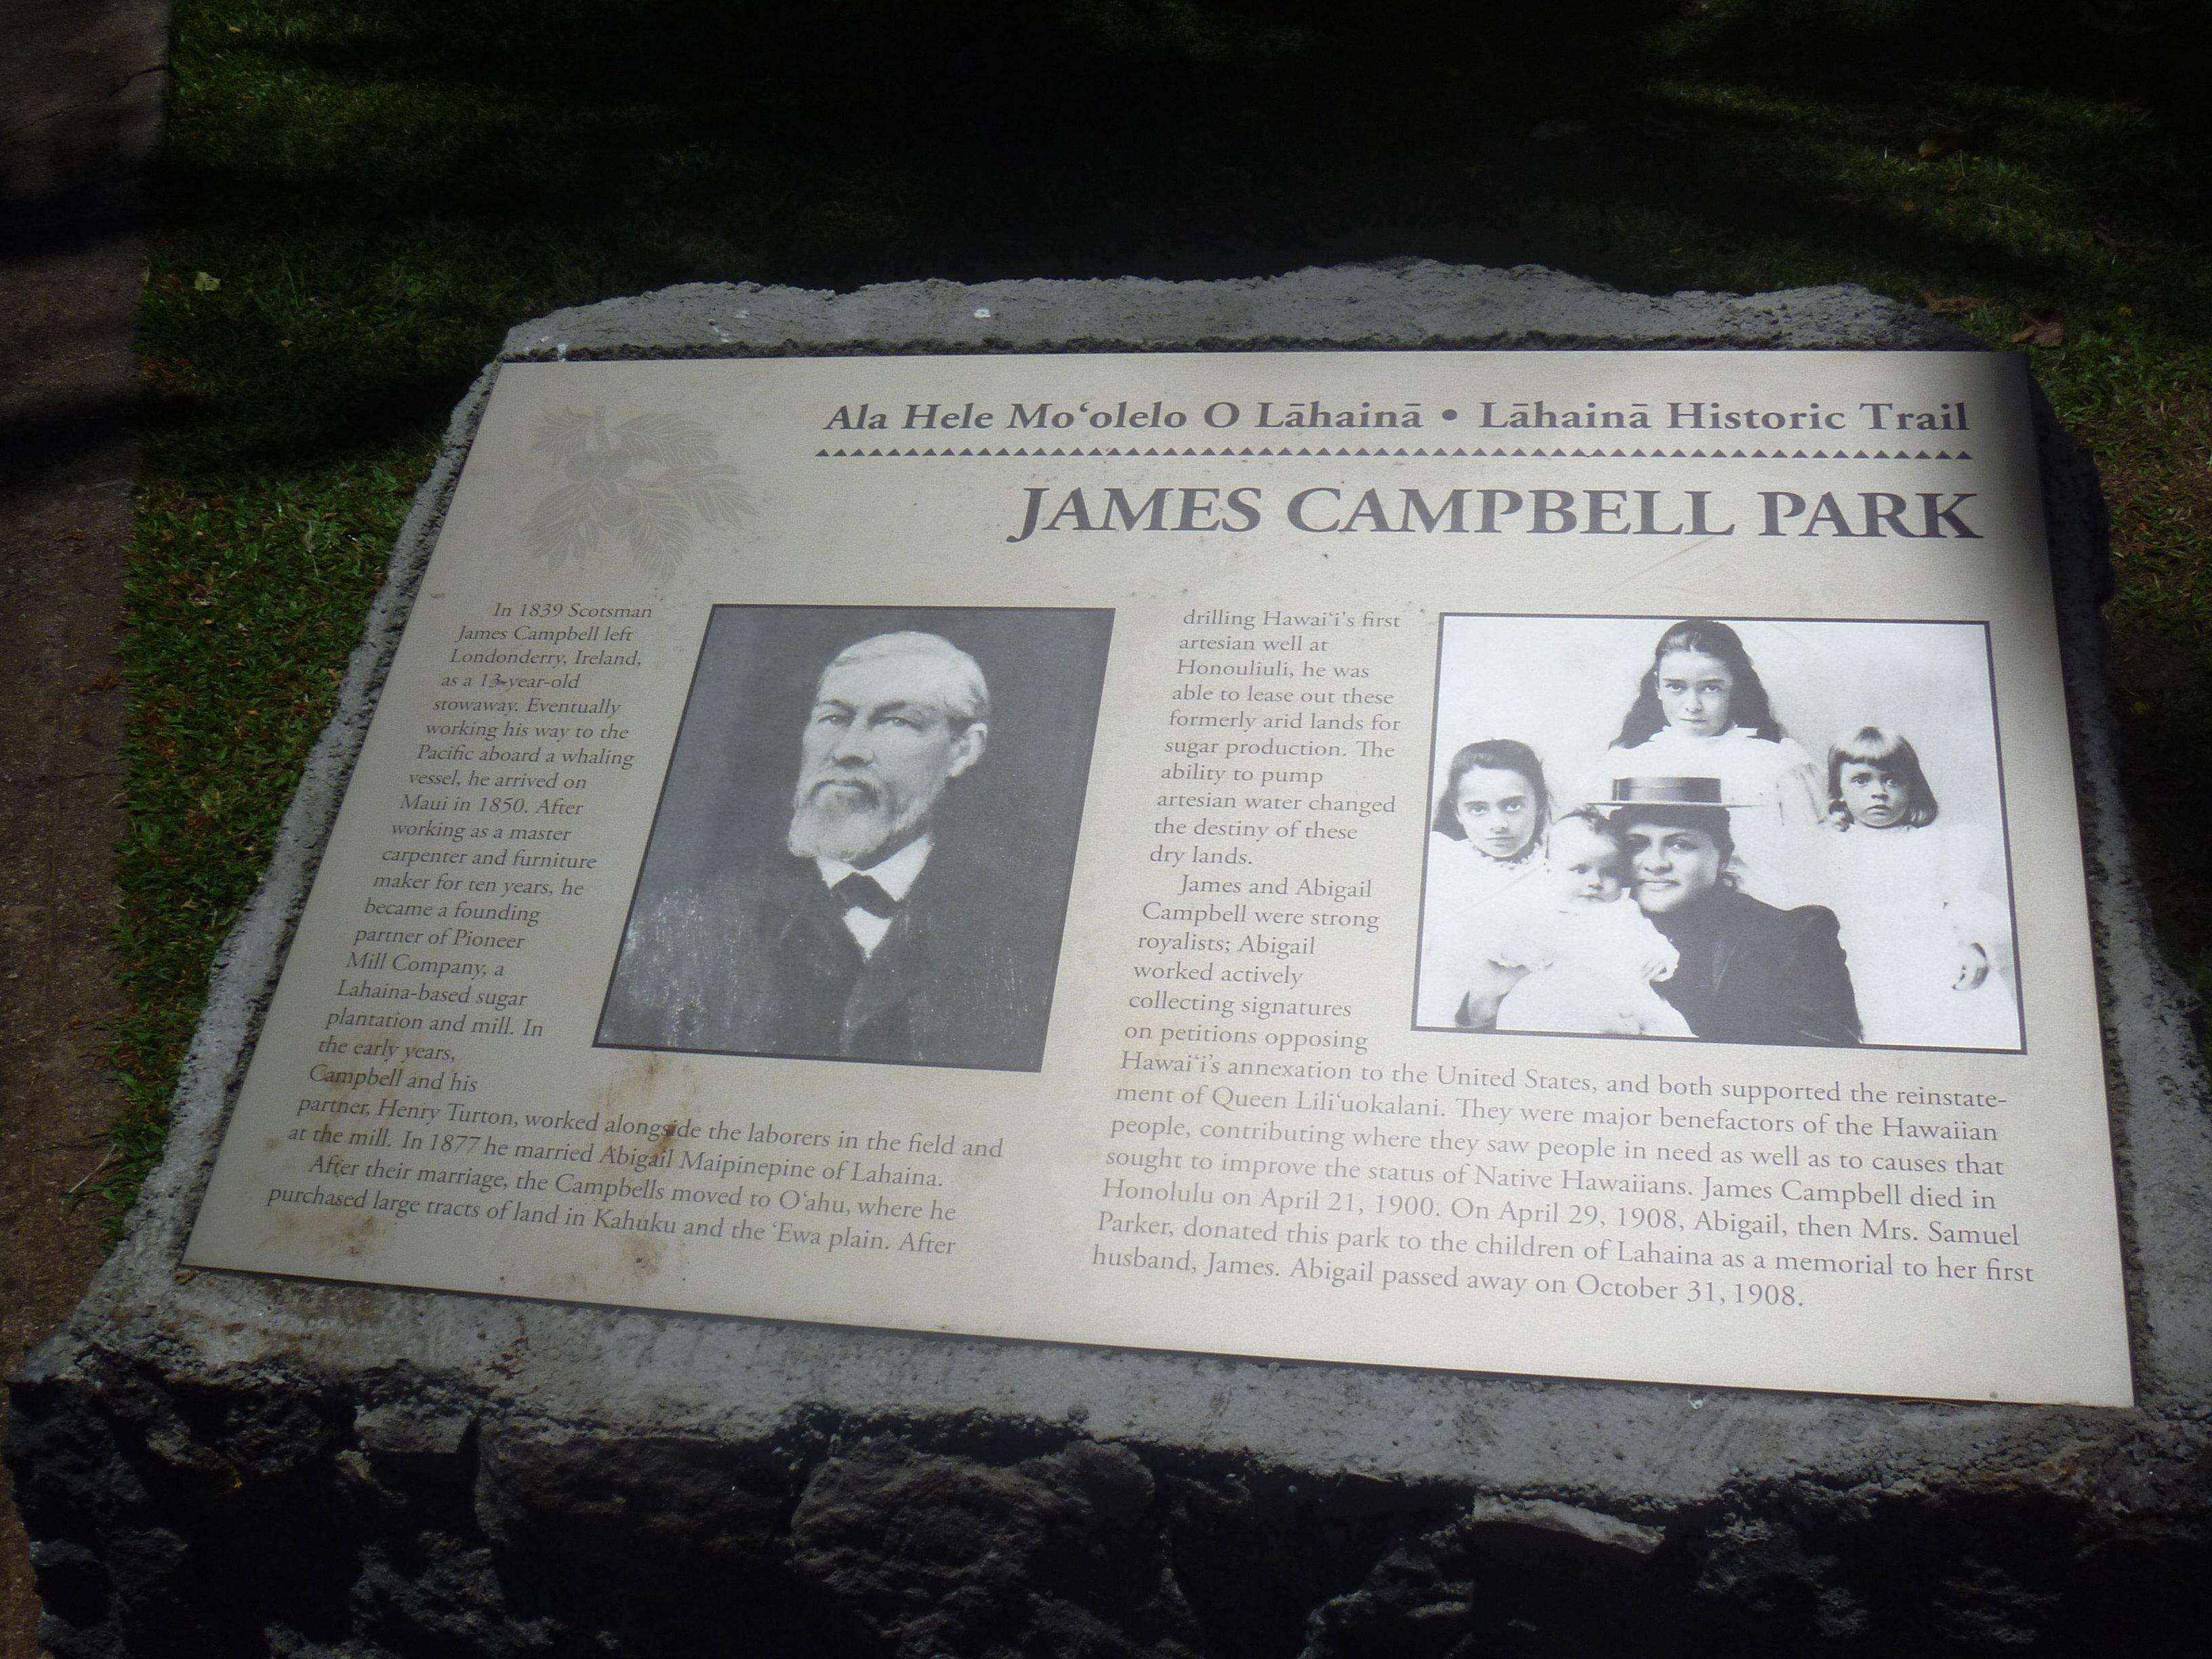 Ala Hele Mo‘olelo O Lāhainā • Lāhainā Historic Trail
JAMES CAMPBELL PARK
In 1839 Scotsman
James Campbell left
Londonderry, Ireland,
as a 13-year-old
stowaway. Eventually
working his way to the
Pacific aboard a whaling
vessel, he arrived on
Maui in 1850. After
working as a master
carpenter and furniture
maker for ten years, he
became a founding
partner of Pioneer
Mill Company, a
Lahaina-based sugar
plantation and mill. In
the early years,
Campbell and his
partner, Henry Turton, worked alongside the laborers in the field and
at the mill. In 1877 he married Abigail Maipinepine of Lahaina.
After their marriage, the Campbells moved to O‘ahu, where he
purchased large tracts of land in Kahuku and the ‘Ewa plain. After
drilling Hawai‘i's first
artesian well at
Honouliuli, he was
able to lease out these
formerly arid lands for
sugar production. The
ability to pump
artesian water changed
the destiny of these
dry lands.
James and Abigail
Campbell were strong
royalists; Abigail
worked actively
collecting signatures
on petitions opposing
Hawai‘i’s annexation to the United States, and both supported the reinstate-
ment of Queen Lili‘uokalani. They were major benefactors of the Hawaiian
people, contributing where they saw people in need as well as to causes that
sought to improve the status of Native Hawaiians. James Campbell died in
Honolulu on April 21, 1900. On April 29, 1908, Abigail, then Mrs. Samuel
Parker, donated this park to the children of Lahaina as a memorial to her first
husband, James. Abigail passed away on October 31, 1908.